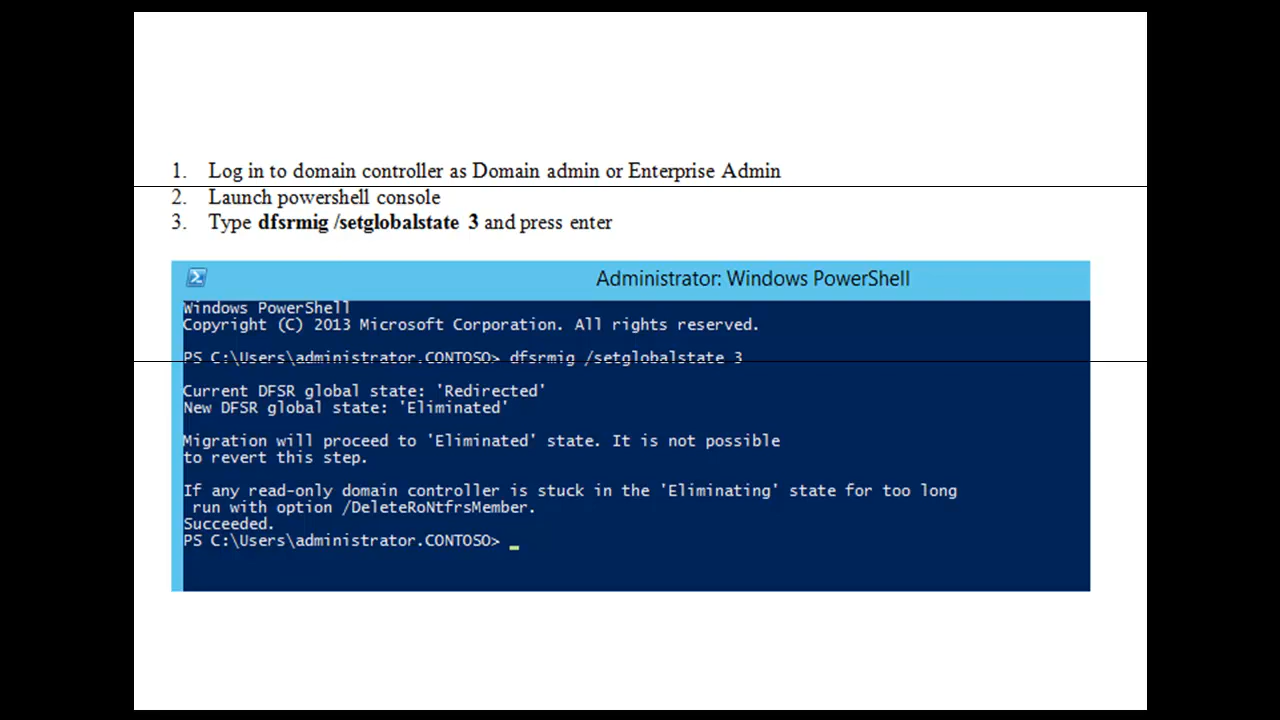 1. Log in to domain controller as Domain admin or Enterprise Admin
2. Launch powershell console
3. Type dfsrmig /setglobalstate 3 and press enter
Administrator: Windows PowerShell
Windows PowerShell
Copyright (C) 2013 Microsoft Corporation. All rights reserved.
PS C:\Users\administrator.CONTOSO> dfsrmig /setglobalstate 3
Current DFSR global state: 'Redirected'
New DFSR global state: 'Eliminated'
Migration will proceed to 'Eliminated' state. It is not possible
to revert this step.
If any read-only domain controller is stuck in the 'Eliminating' state for too long
run with option /DeleteRoNtfrsMember.
Succeeded.
PS C:\Users\administrator.CONTOSO> _